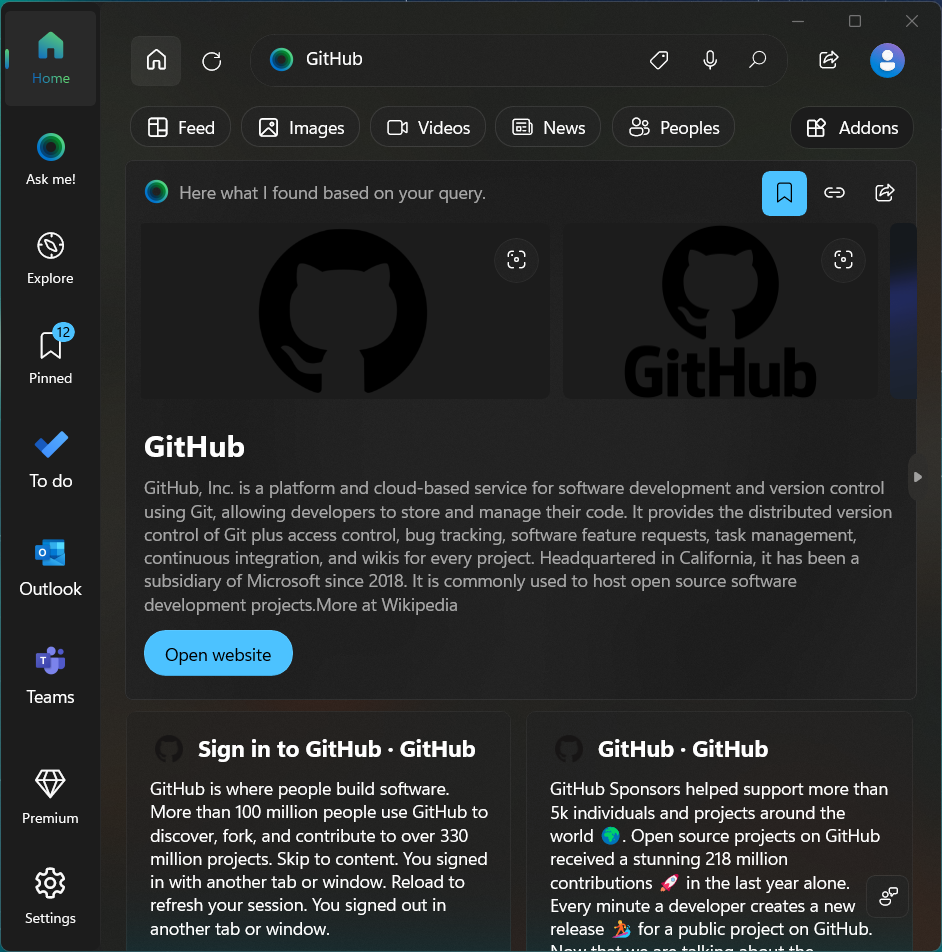 Home
Ask me!
Explore
12
Pinned
To do
Outlook
Teams
Premium
Settings
GitHub
Feed
Images
Videos
News
Peoples
Addons
Here what I found based on your query.
GitHub
GitHub
GitHub, Inc. is a platform and cloud-based service for software development and version control
using Git, allowing developers to store and manage their code. It provides the distributed version
control of Git plus access control, bug tracking, software feature requests, task management,
continuous integration, and wikis for every project. Headquartered in California, it has been a
subsidiary of Microsoft since 2018. It is commonly used to host open source software
development projects.More at Wikipedia
Open website
Sign in to GitHub · GitHub
GitHub is where people build software.
More than 100 million people use GitHub to
discover, fork, and contribute to over 330
million projects. Skip to content. You signed
in with another tab or window. Reload to
refresh your session. You signed out in
another tab or window.
GitHub · GitHub
GitHub Sponsors helped support more than
5k individuals and projects around the
world 🌍. Open source projects on GitHub
received a stunning 218 million
contributions 🚀 in the last year alone.
Every minute a developer creates a new
release 🏂 for a public project on GitHub.
Now that we are talking about the